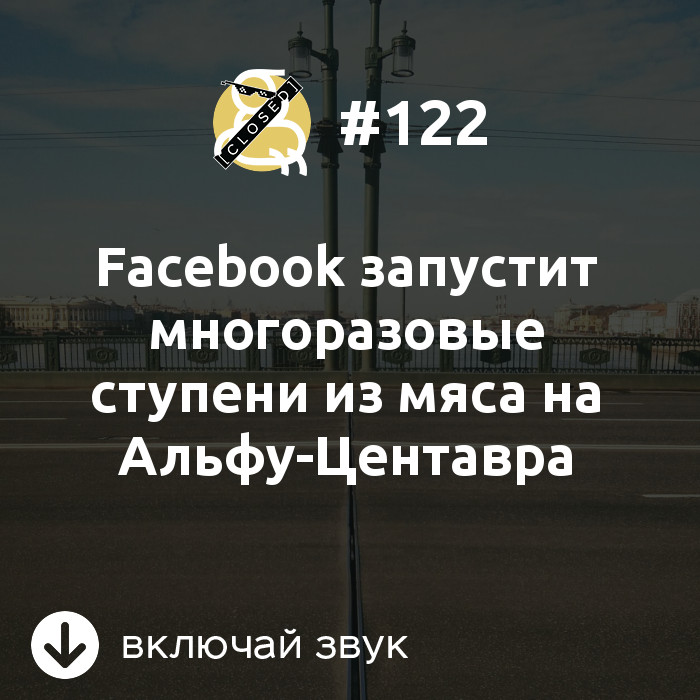 [CLOSED]
#122
Facebook запустит
многоразовые
ступени из мяса на
Альфу-Центавра
включай звук